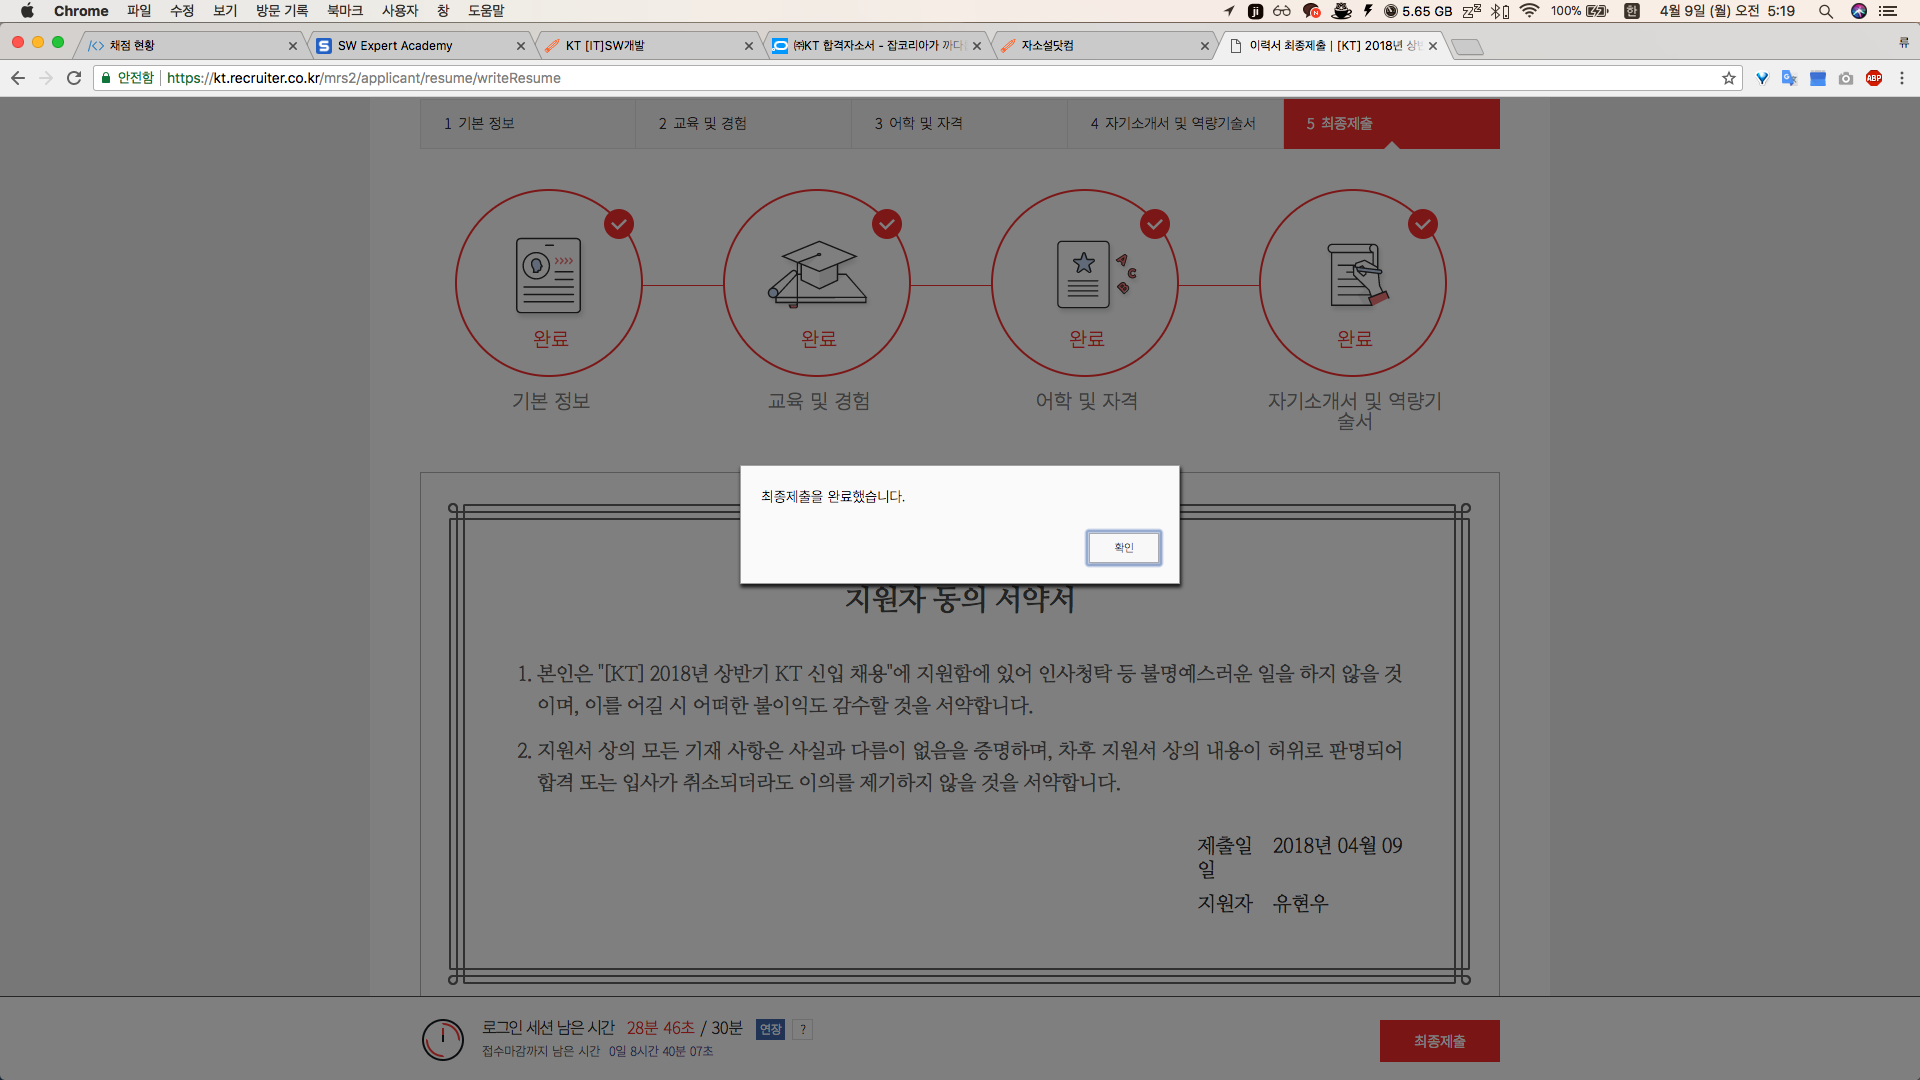 Chrome 파일 수정 보기 방문 기록 북마크 사용자 창 도움말 5.65 GB 100% 한 4월 9일 (월) 오전 5:19
채점 현황 SW Expert Academy KT [IT]SW개발 ㈜KT 합격자소서 - 잡코리아가 까다 자소설닷컴 이력서 최종제출 | [KT] 2018년 상반 류
안전함 https://kt.recruiter.co.kr/mrs2/applicant/resume/writeResume ABP
1 기본 정보 2 교육 및 경험 3 어학 및 자격 4 자기소개서 및 역량기술서 5 최종제출
A C B
완료 완료 완료 완료
기본 정보 교육 및 경험 어학 및 자격 자기소개서 및 역량기
술서
최종제출을 완료했습니다.
확인
지원자 동의 서약서
1. 본인은 "[KT] 2018년 상반기 KT 신입 채용"에 지원함에 있어 인사청탁 등 불명예스러운 일을 하지 않을 것
이며, 이를 어길 시 어떠한 불이익도 감수할 것을 서약합니다.
2. 지원서 상의 모든 기재 사항은 사실과 다름이 없음을 증명하며, 차후 지원서 상의 내용이 허위로 판명되어
합격 또는 입사가 취소되더라도 이의를 제기하지 않을 것을 서약합니다.
제출일 2018년 04월 09
일
지원자 유현우
로그인 세션 남은 시간 28분 46초 / 30분 연장 ?
접수마감까지 남은 시간 0일 8시간 40분 07초
최종제출